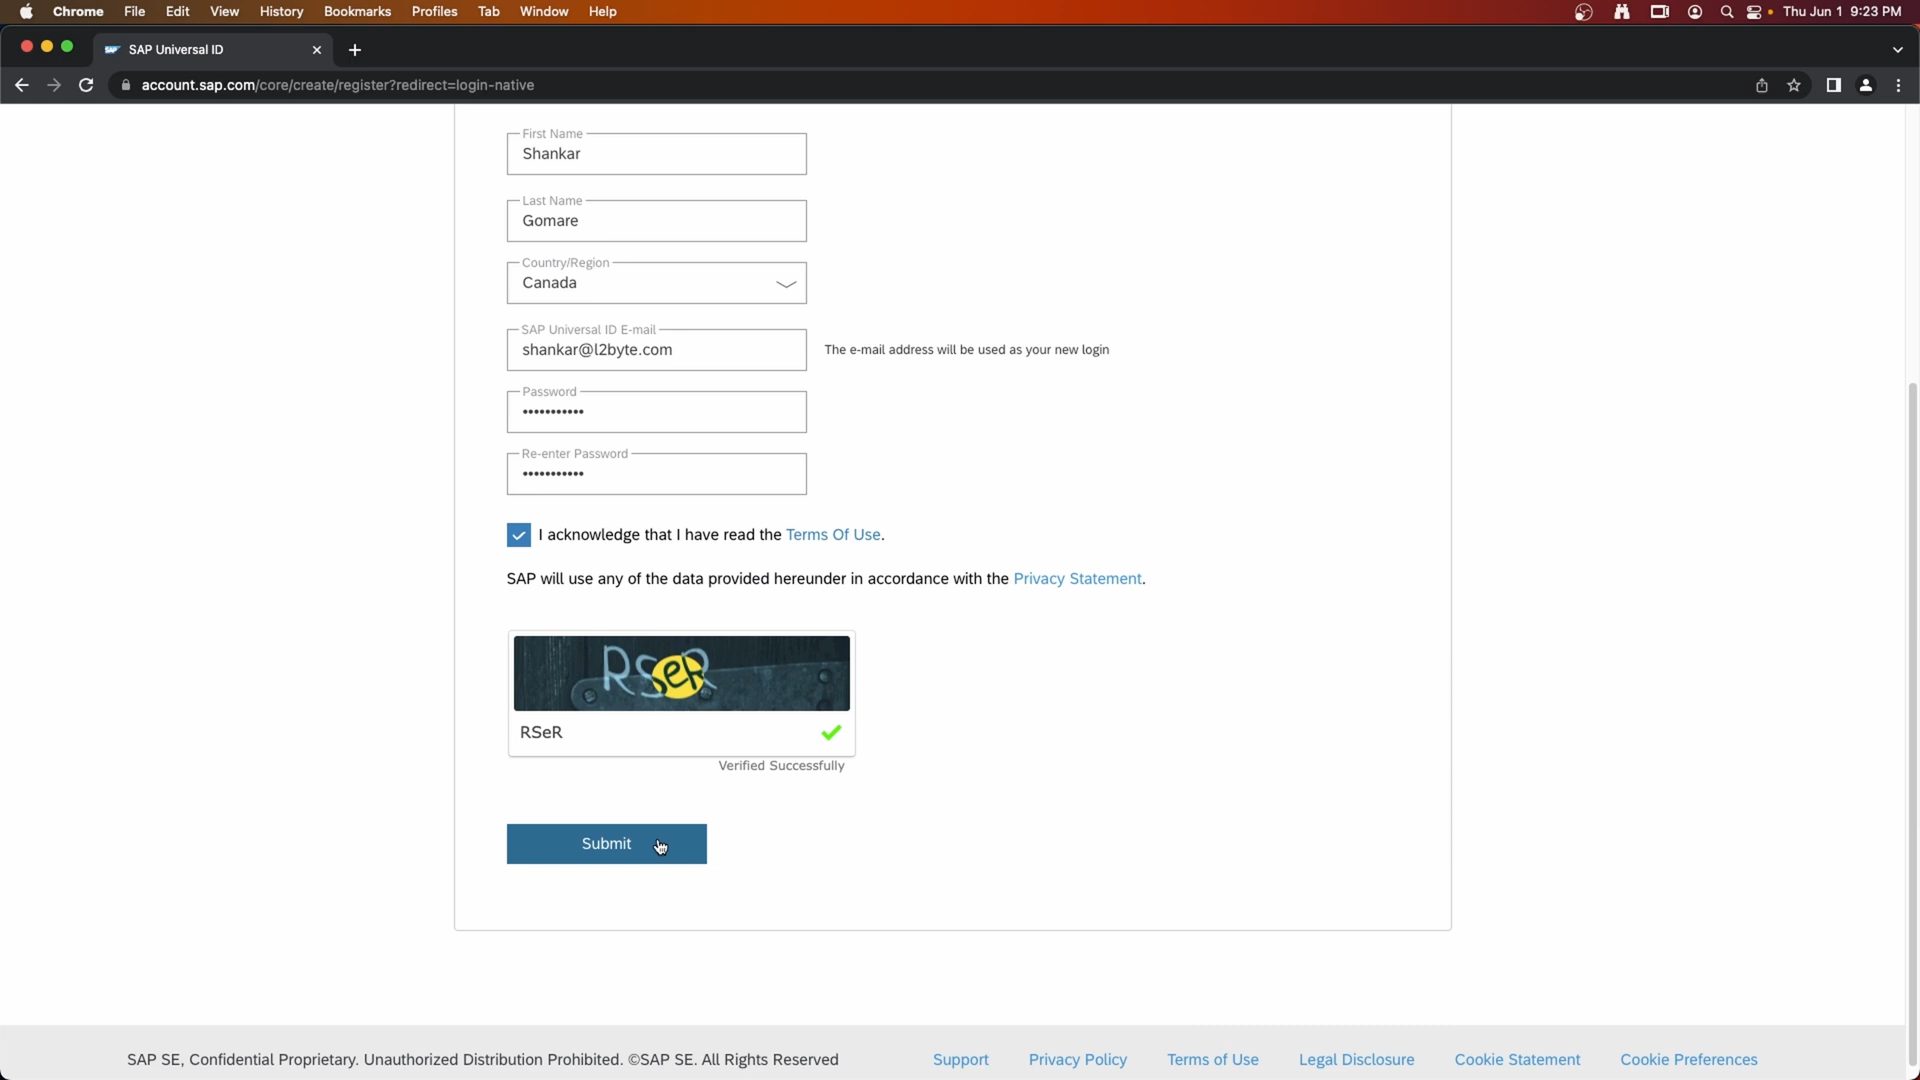 Chrome File Edit View History Bookmarks Profiles Tab Window Help Thu Jun 1 9:23 PM
SAP SAP Universal ID
account.sap.com/core/create/register?redirect=login-native
First Name
Shankar
Last Name
Gomare
Country/Region
Canada
SAP Universal ID E-mail
shankar@l2byte.com
The e-mail address will be used as your new login
Password
•••••••••••
Re-enter Password
•••••••••••
I acknowledge that I have read the Terms Of Use.
SAP will use any of the data provided hereunder in accordance with the Privacy Statement.
RSeR
RSeR
Verified Successfully
Submit
SAP SE, Confidential Proprietary. Unauthorized Distribution Prohibited. ©SAP SE. All Rights Reserved
Support Privacy Policy Terms of Use Legal Disclosure Cookie Statement Cookie Preferences